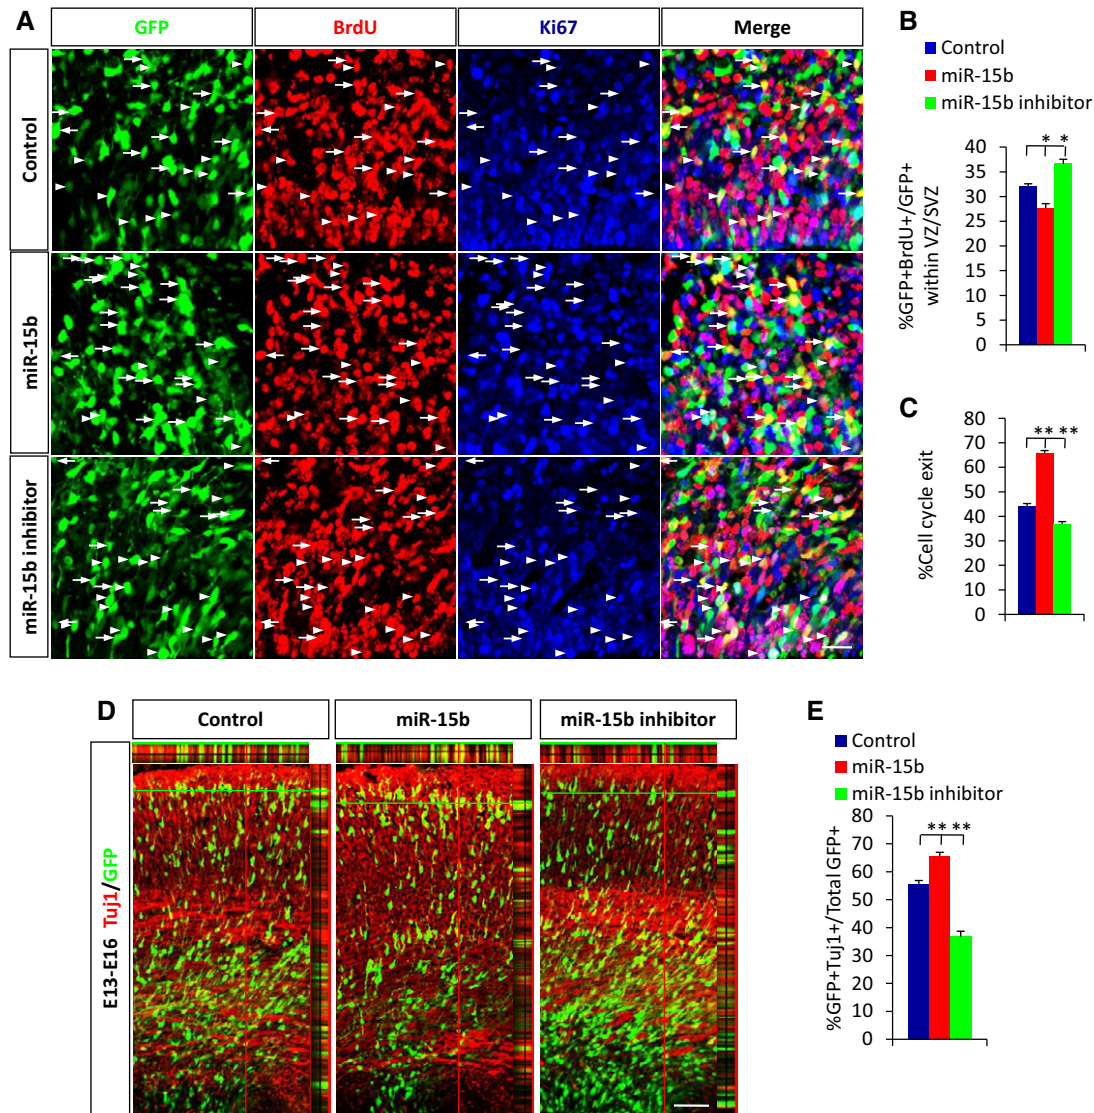 A
GFP
BrdU
Ki67
Merge
Control
miR-15b
miR-15b inhibitor
B
Control
miR-15b
miR-15b inhibitor
* *
%GFP+BrdU+/GFP+
within VZ/SVZ
40
35
30
25
20
15
10
5
0
C
** **
%Cell cycle exit
80
70
60
50
40
30
20
10
0
D
Control
miR-15b
miR-15b inhibitor
E13-E16 Tuj1/GFP
E
Control
miR-15b
miR-15b inhibitor
** **
%GFP+Tuj1+/Total GFP+
80
70
60
50
40
30
20
10
0